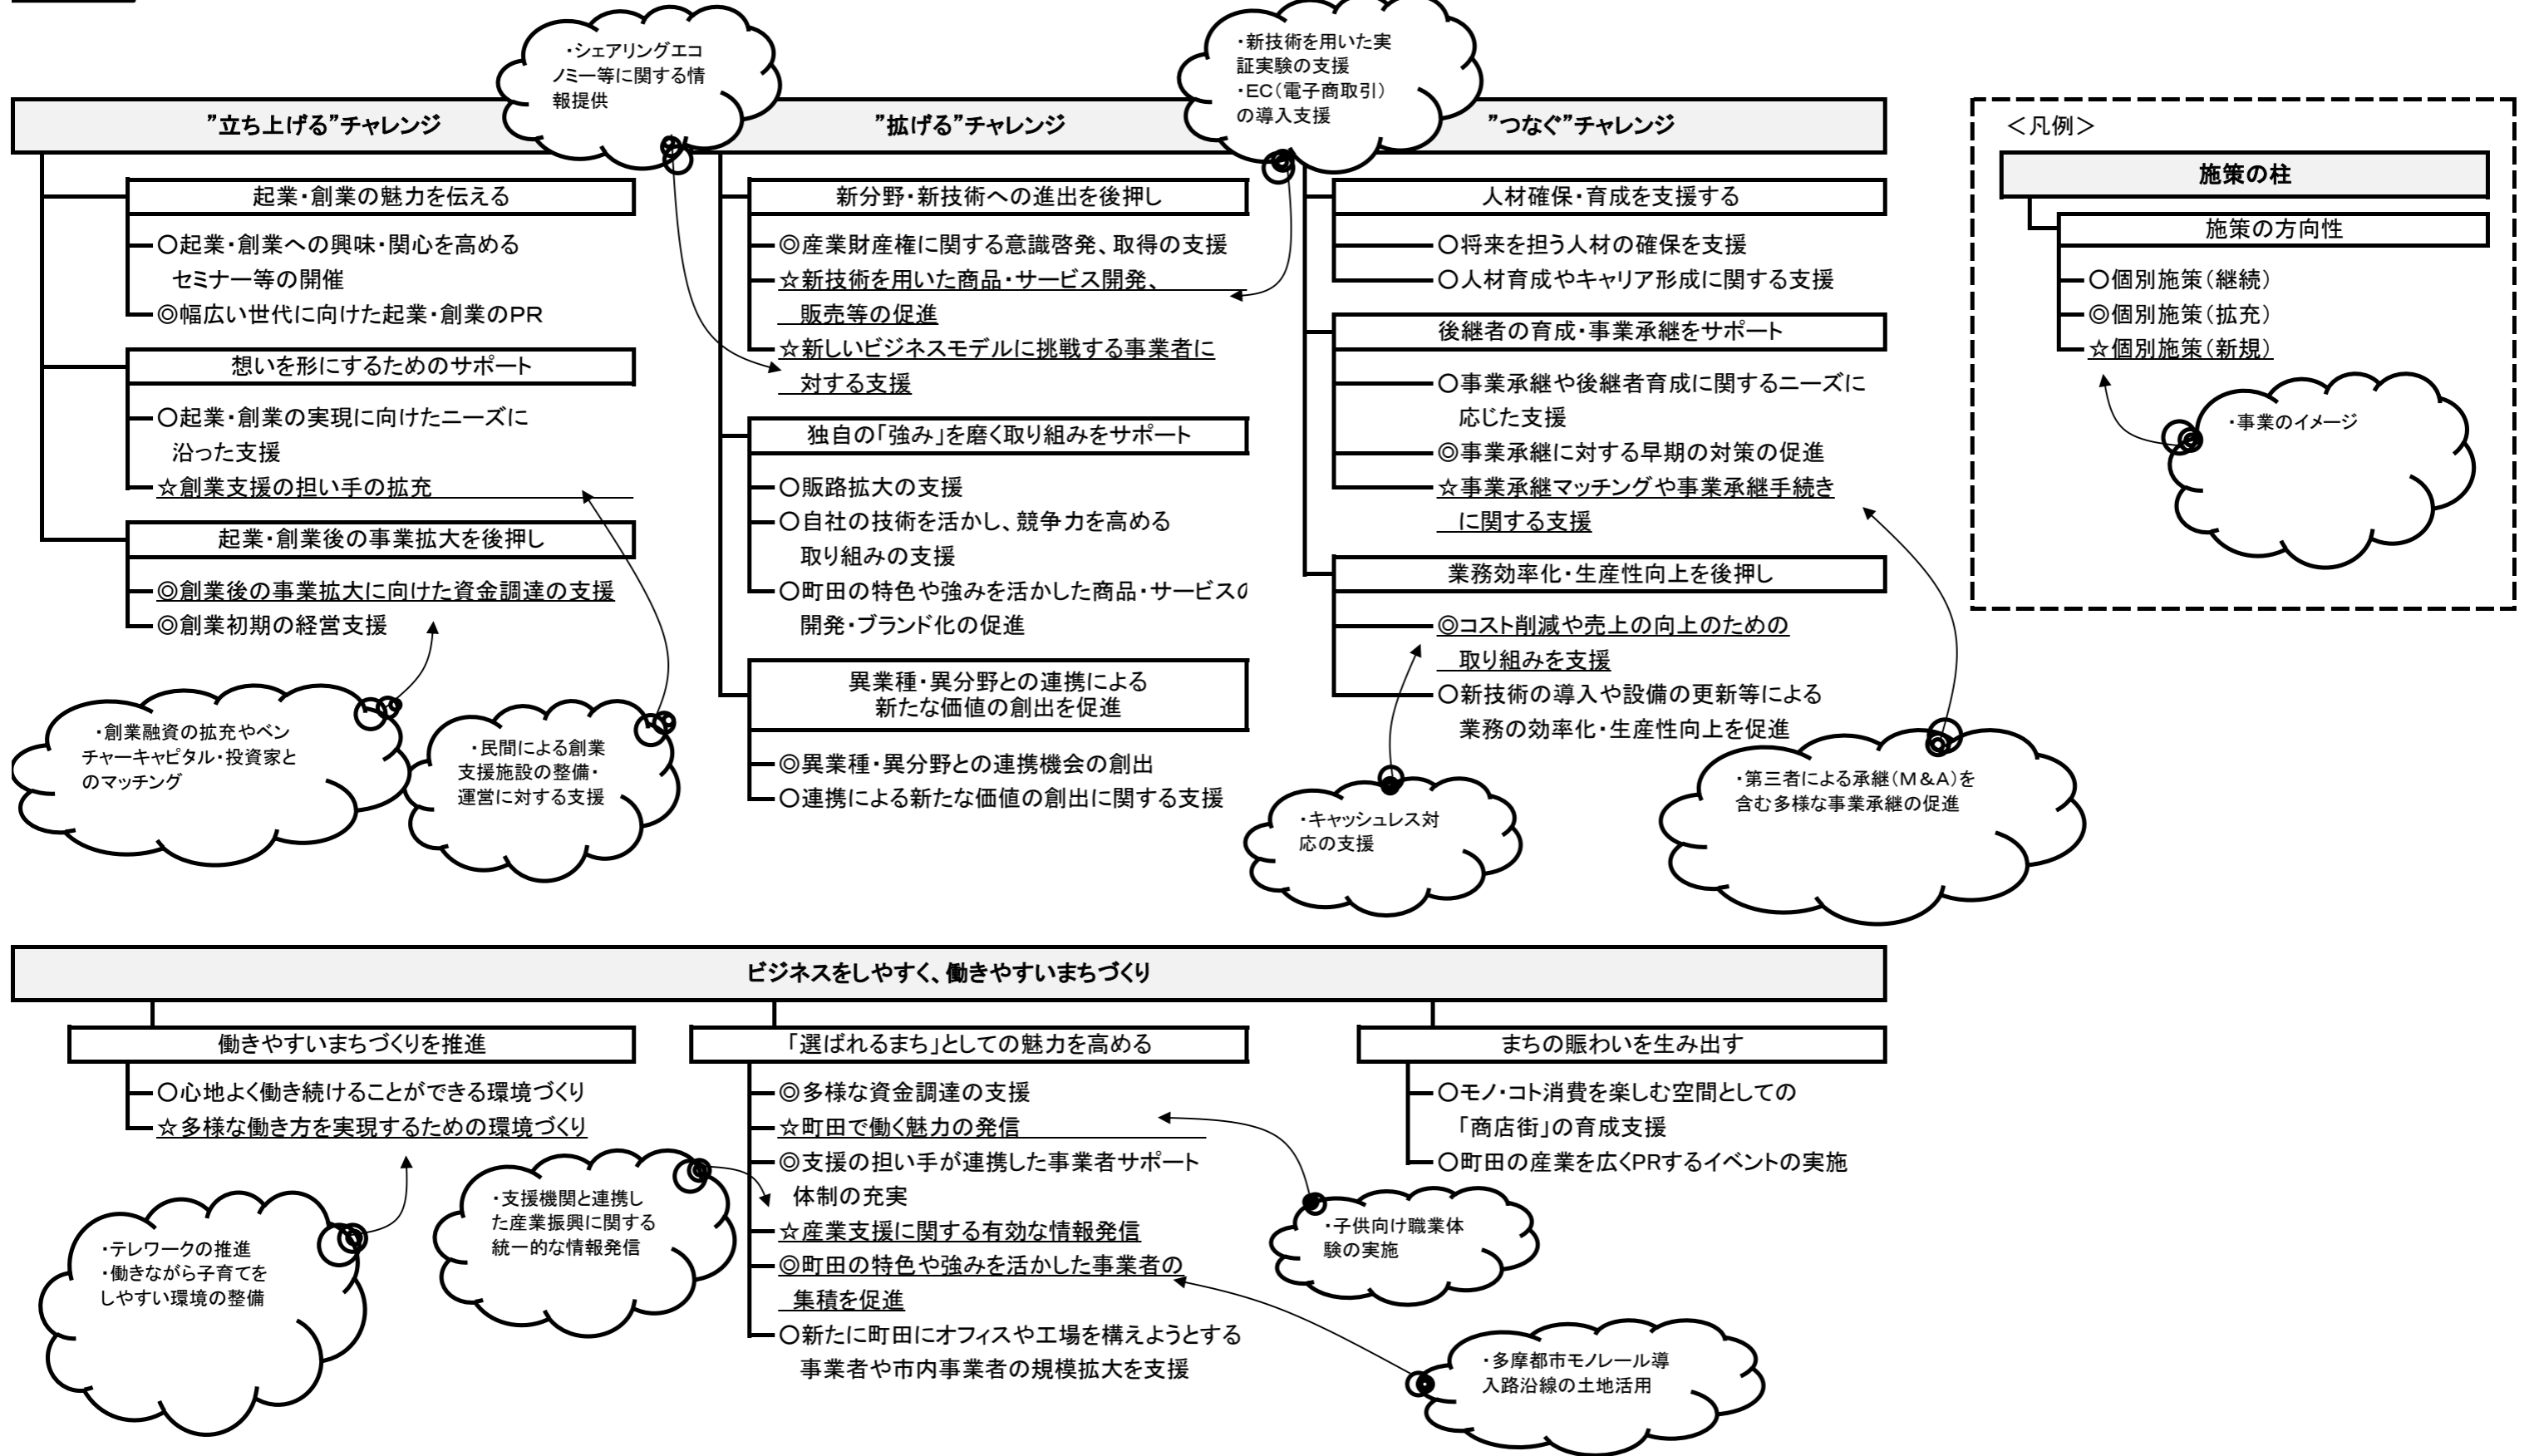 ・シェアリングエコ
ノミー等に関する情
報提供
・新技術を用いた実
証実験の支援
・EC（電子商取引）
の導入支援
”立ち上げる”チャレンジ
起業・創業の魅力を伝える
○起業・創業への興味・関心を高める
セミナー等の開催
◎幅広い世代に向けた起業・創業のPR
想いを形にするためのサポート
○起業・創業の実現に向けたニーズに
沿った支援
☆創業支援の担い手の拡充
起業・創業後の事業拡大を後押し
◎創業後の事業拡大に向けた資金調達の支援
◎創業初期の経営支援
・創業融資の拡充やベン
チャーキャピタル・投資家と
のマッチング
・民間による創業
支援施設の整備・
運営に対する支援
”拡げる”チャレンジ
新分野・新技術への進出を後押し
◎産業財産権に関する意識啓発、取得の支援
☆新技術を用いた商品・サービス開発、
販売等の促進
☆新しいビジネスモデルに挑戦する事業者に
対する支援
独自の「強み」を磨く取り組みをサポート
○販路拡大の支援
○自社の技術を活かし、競争力を高める
取り組みの支援
○町田の特色や強みを活かした商品・サービスの
開発・ブランド化の促進
異業種・異分野との連携による
新たな価値の創出を促進
◎異業種・異分野との連携機会の創出
○連携による新たな価値の創出に関する支援
”つなぐ”チャレンジ
人材確保・育成を支援する
○将来を担う人材の確保を支援
○人材育成やキャリア形成に関する支援
後継者の育成・事業承継をサポート
○事業承継や後継者育成に関するニーズに
応じた支援
◎事業承継に対する早期の対策の促進
☆事業承継マッチングや事業承継手続き
に関する支援
業務効率化・生産性向上を後押し
◎コスト削減や売上の向上のための
取り組みを支援
○新技術の導入や設備の更新等による
業務の効率化・生産性向上を促進
・キャッシュレス対
応の支援
・第三者による承継（M＆A）を
含む多様な事業承継の促進
＜凡例＞
施策の柱
施策の方向性
○個別施策（継続）
◎個別施策（拡充）
☆個別施策（新規）
・事業のイメージ
ビジネスをしやすく、働きやすいまちづくり
働きやすいまちづくりを推進
○心地よく働き続けることができる環境づくり
☆多様な働き方を実現するための環境づくり
・テレワークの推進
・働きながら子育てを
しやすい環境の整備
・支援機関と連携し
た産業振興に関する
統一的な情報発信
「選ばれるまち」としての魅力を高める
◎多様な資金調達の支援
☆町田で働く魅力の発信
◎支援の担い手が連携した事業者サポート
体制の充実
☆産業支援に関する有効な情報発信
◎町田の特色や強みを活かした事業者の
集積を促進
○新たに町田にオフィスや工場を構えようとする
事業者や市内事業者の規模拡大を支援
・子供向け職業体
験の実施
・多摩都市モノレール導
入路沿線の土地活用
まちの賑わいを生み出す
○モノ・コト消費を楽しむ空間としての
「商店街」の育成支援
○町田の産業を広くPRするイベントの実施